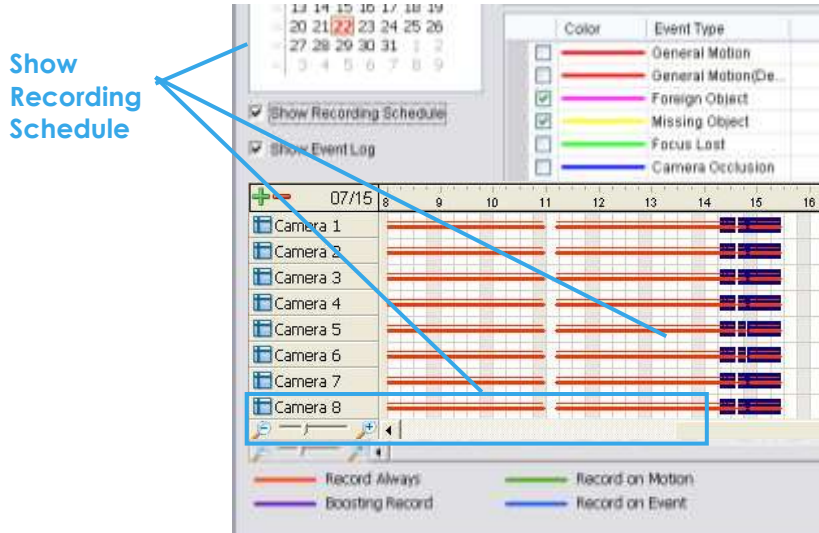 13 14 15 16 17 18 19
20 21 22 23 24 25 26
27 28 29 30 31 1 2
3 4 5 6 7 8 9
Show Recording Schedule
Show Recording Schedule
Show Event Log
Color Event Type
General Motion
General Motion(De...
Foreign Object
Missing Object
Focus Lost
Camera Occlusion
07/15 8 9 10 11 12 13 14 15 16
Camera 1
Camera 2
Camera 3
Camera 4
Camera 5
Camera 6
Camera 7
Camera 8
Record Always Record on Motion
Boosting Record Record on Event